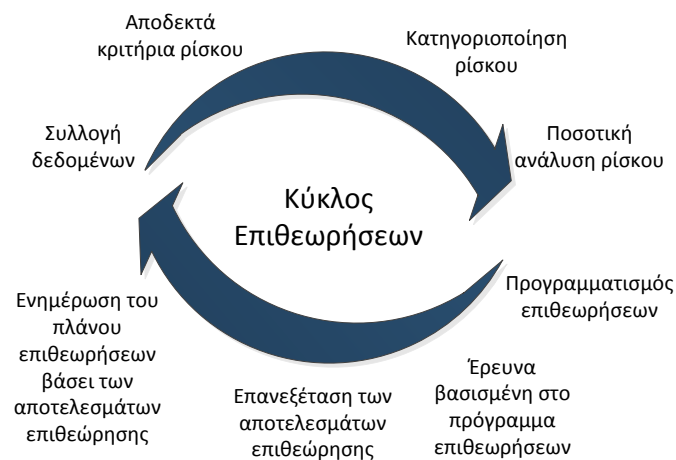 Αποδεκτά
κριτήρια ρίσκου
Κατηγοριοποίηση
ρίσκου
Συλλογή
δεδομένων
Ποσοτική
ανάλυση ρίσκου
Κύκλος
Επιθεωρήσεων
Προγραμματισμός
επιθεωρήσεων
Έρευνα
βασισμένη στο
πρόγραμμα
επιθεωρήσεων
Επανεξέταση των
αποτελεσμάτων
επιθεώρησης
Ενημέρωση του
πλάνου
επιθεωρήσεων
βάσει των
αποτελεσμάτων
επιθεώρησης